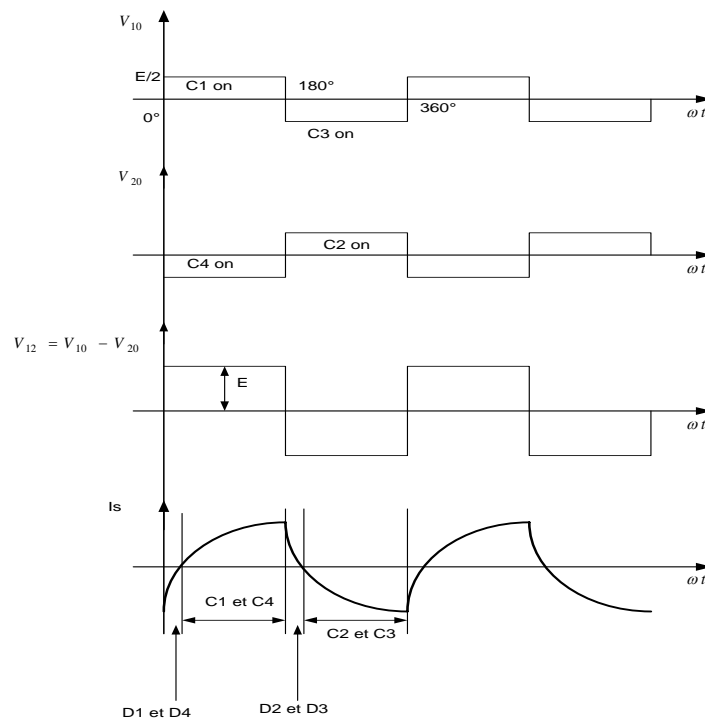 V10
E/2
C1 on
180°
0°
360°
ωt
C3 on
V20
C2 on
C4 on
ωt
V12 = V10 − V20
E
ωt
Is
ωt
C1 et C4
C2 et C3
D1 et D4
D2 et D3